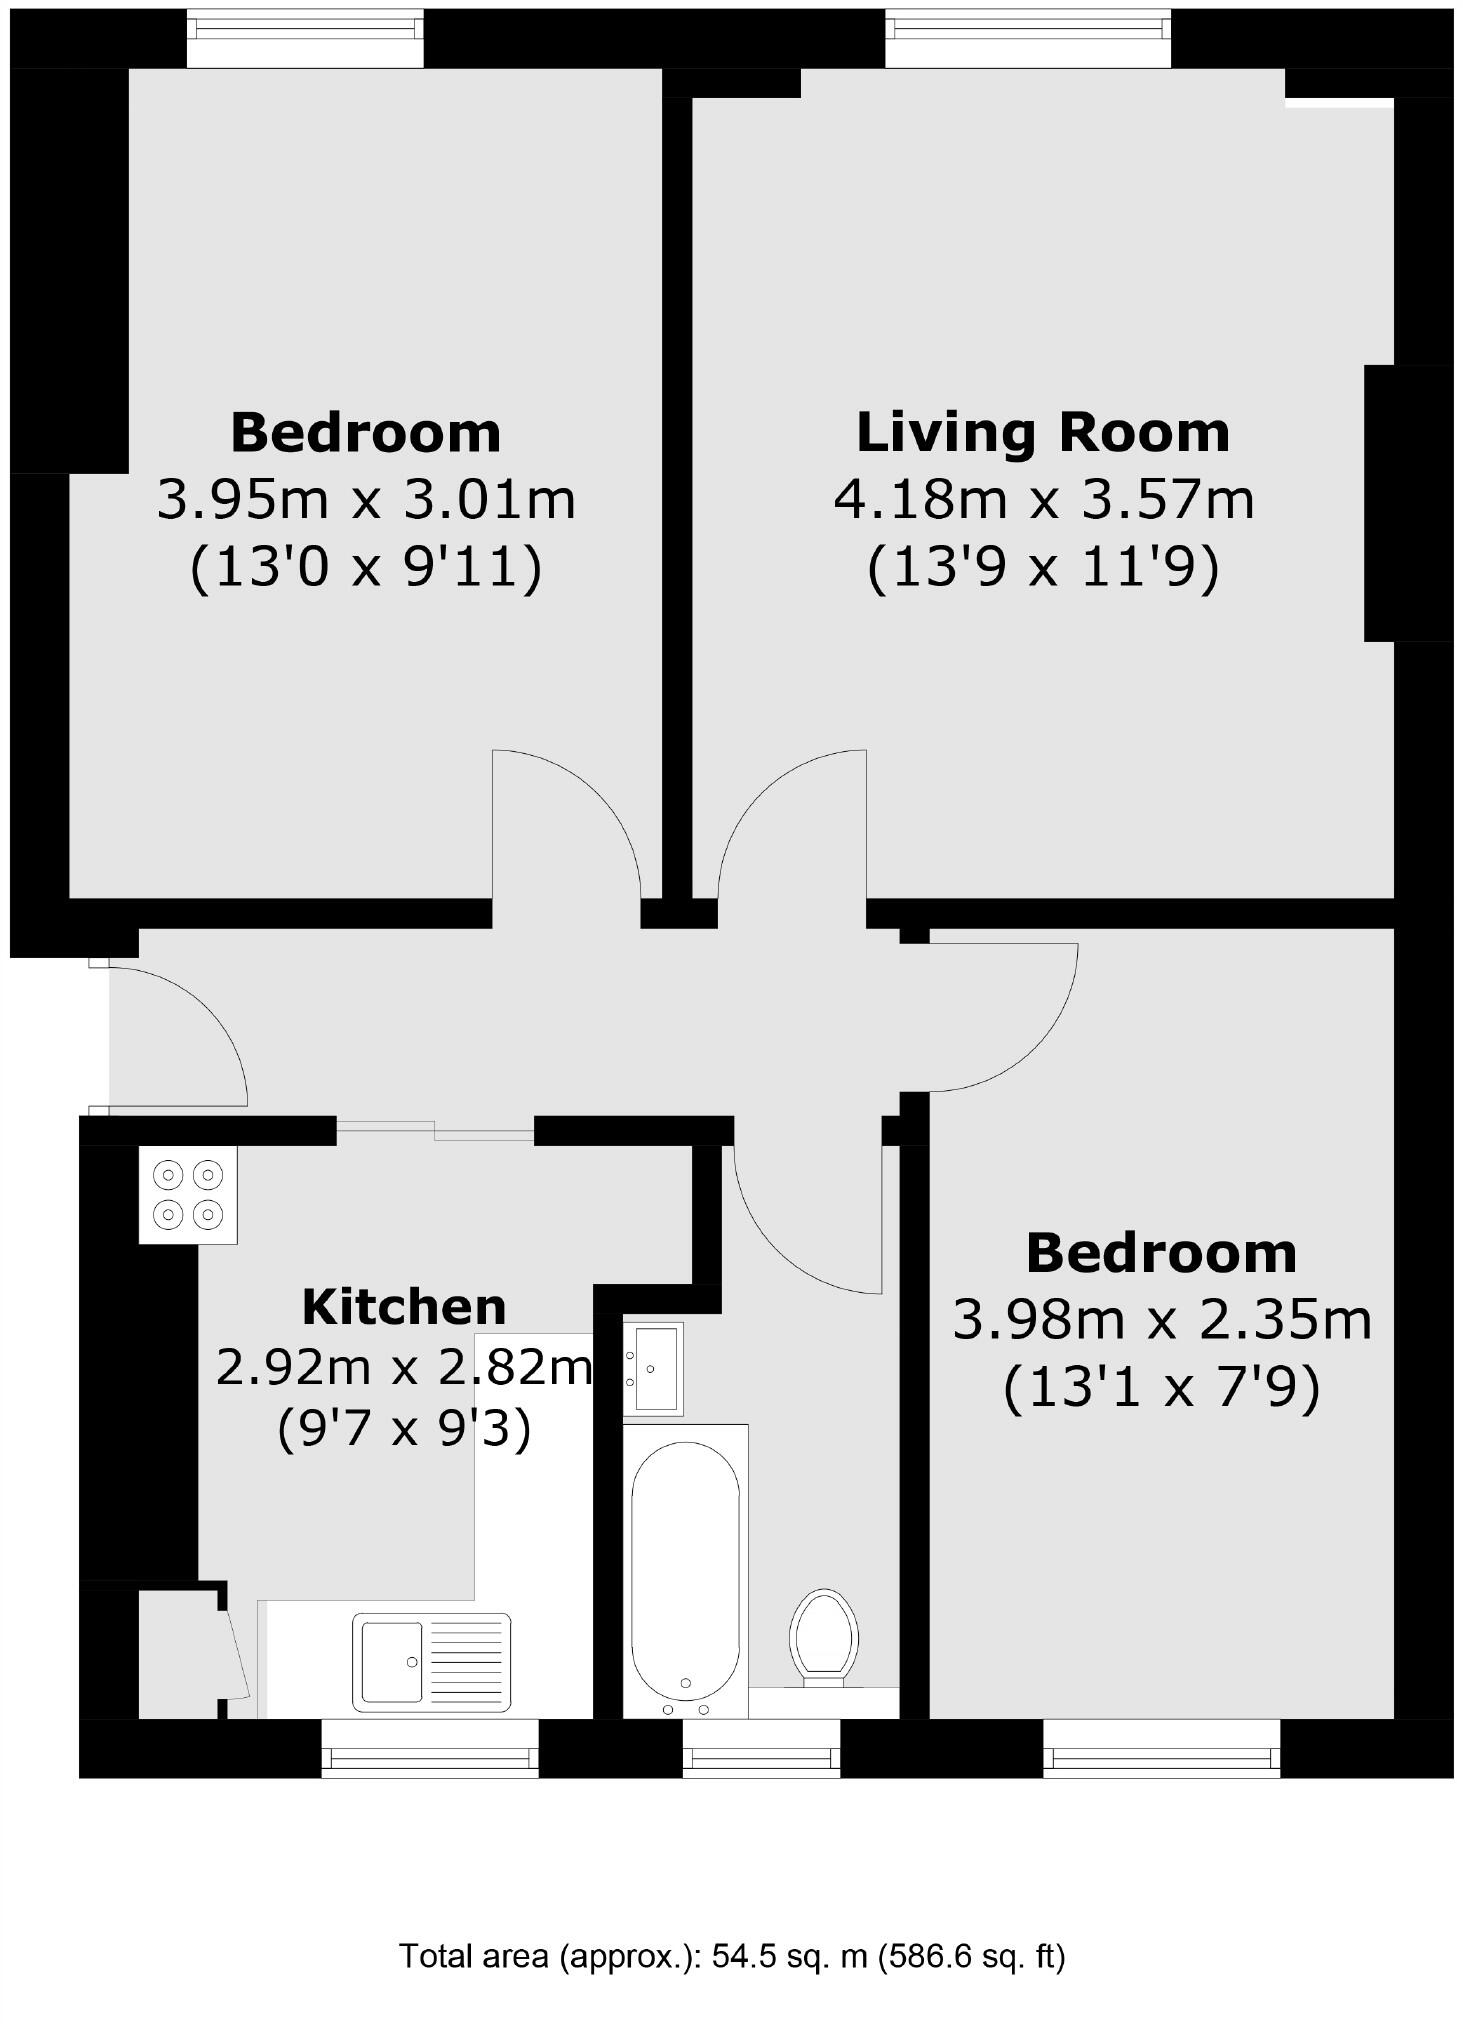 Bedroom
3.95m x 3.01m
(13'0 x 9'11)
Living Room
4.18m x 3.57m
(13'9 x 11'9)
Bedroom
3.98m x 2.35m
(13'1 x 7'9)
Kitchen
2.92m x 2.82m
(9'7 x 9'3)
Total area (approx.): 54.5 sq. m (586.6 sq. ft)